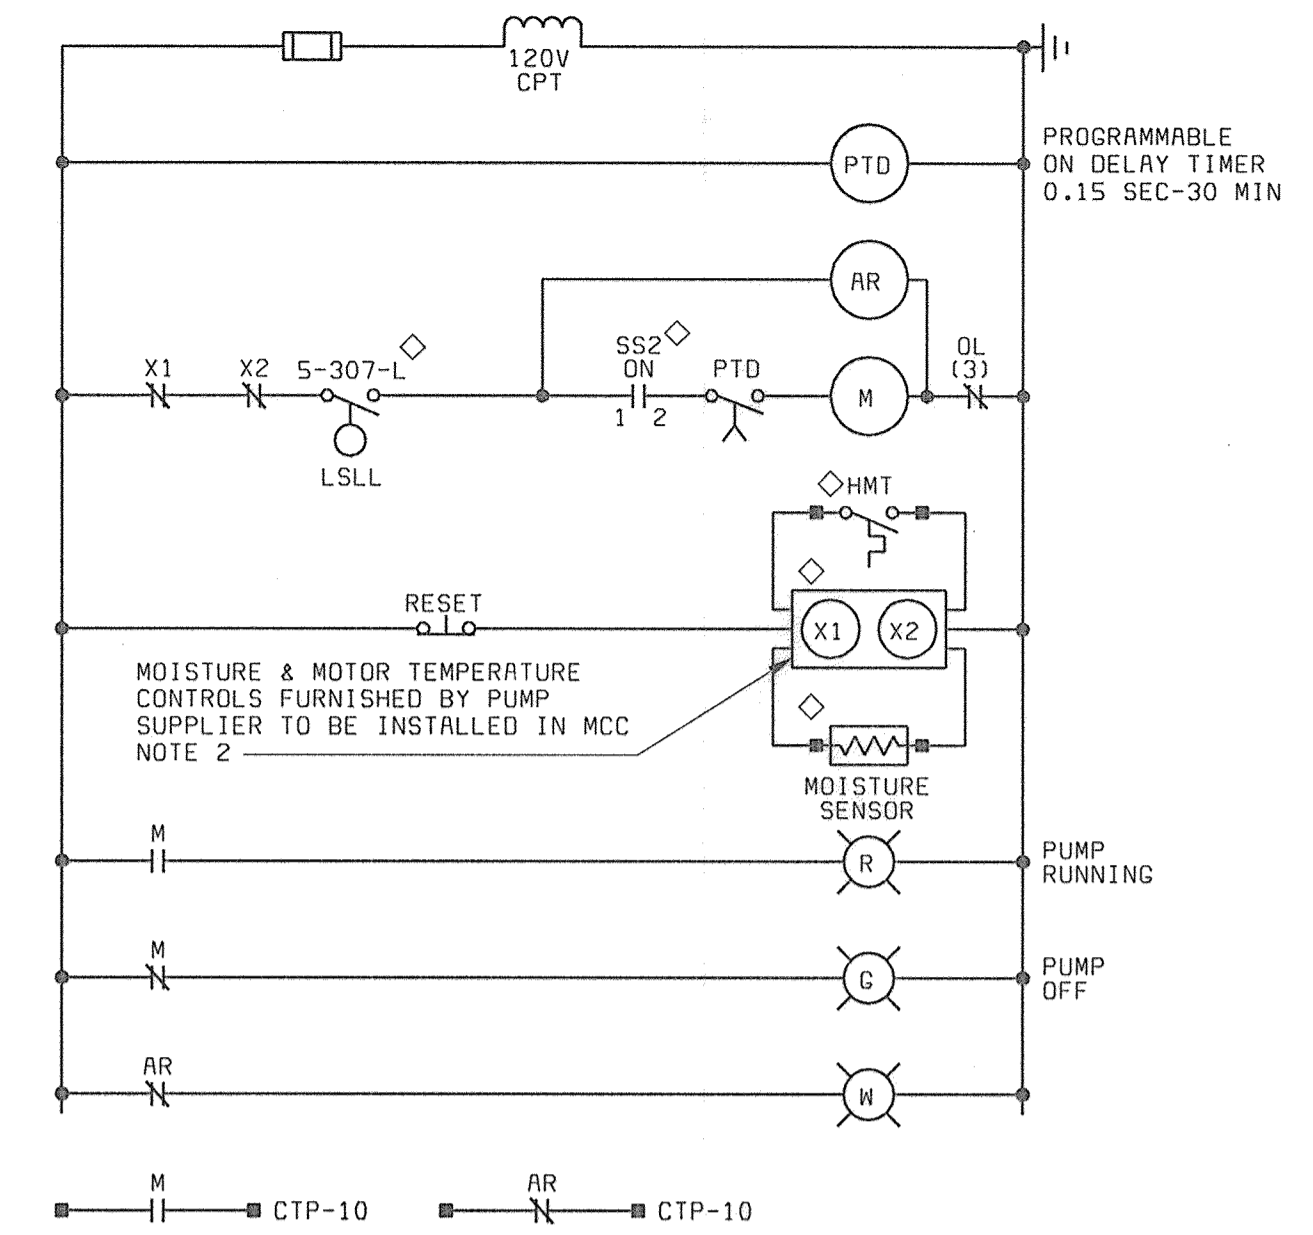 120V
CPT
PTD
PROGRAMMABLE
ON DELAY TIMER
0.15 SEC-30 MIN
AR
X1
X2
5-307-L
LSLL
SS2
ON
1 2
PTD
M
OL
(3)
HMT
RESET
X1
X2
MOISTURE & MOTOR TEMPERATURE
CONTROLS FURNISHED BY PUMP
SUPPLIER TO BE INSTALLED IN MCC
NOTE 2
MOISTURE
SENSOR
M
R
PUMP
RUNNING
M
G
PUMP
OFF
AR
W
M
CTP-10
AR
CTP-10